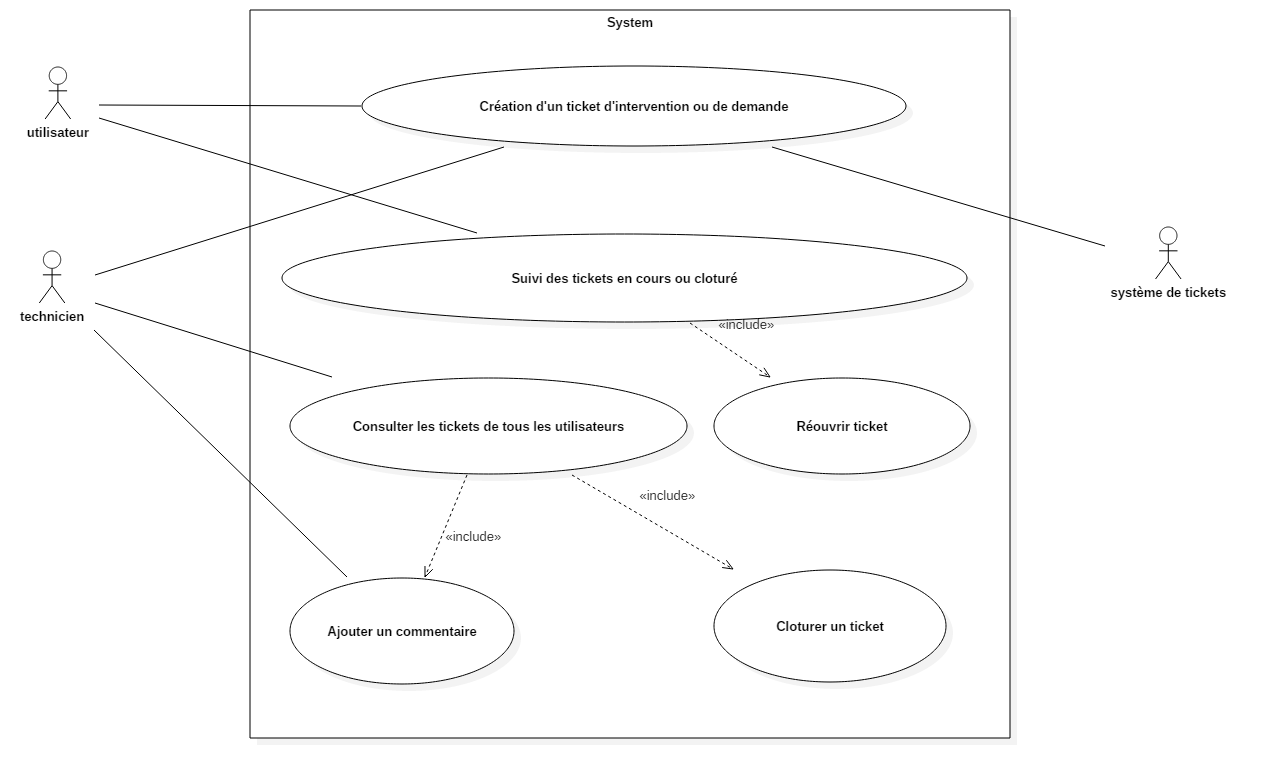 System
Création d'un ticket d'intervention ou de demande
utilisateur
Suivi des tickets en cours ou cloturé
système de tickets
technicien
«include»
Consulter les tickets de tous les utilisateurs
Réouvrir ticket
«include»
«include»
Ajouter un commentaire
Cloturer un ticket